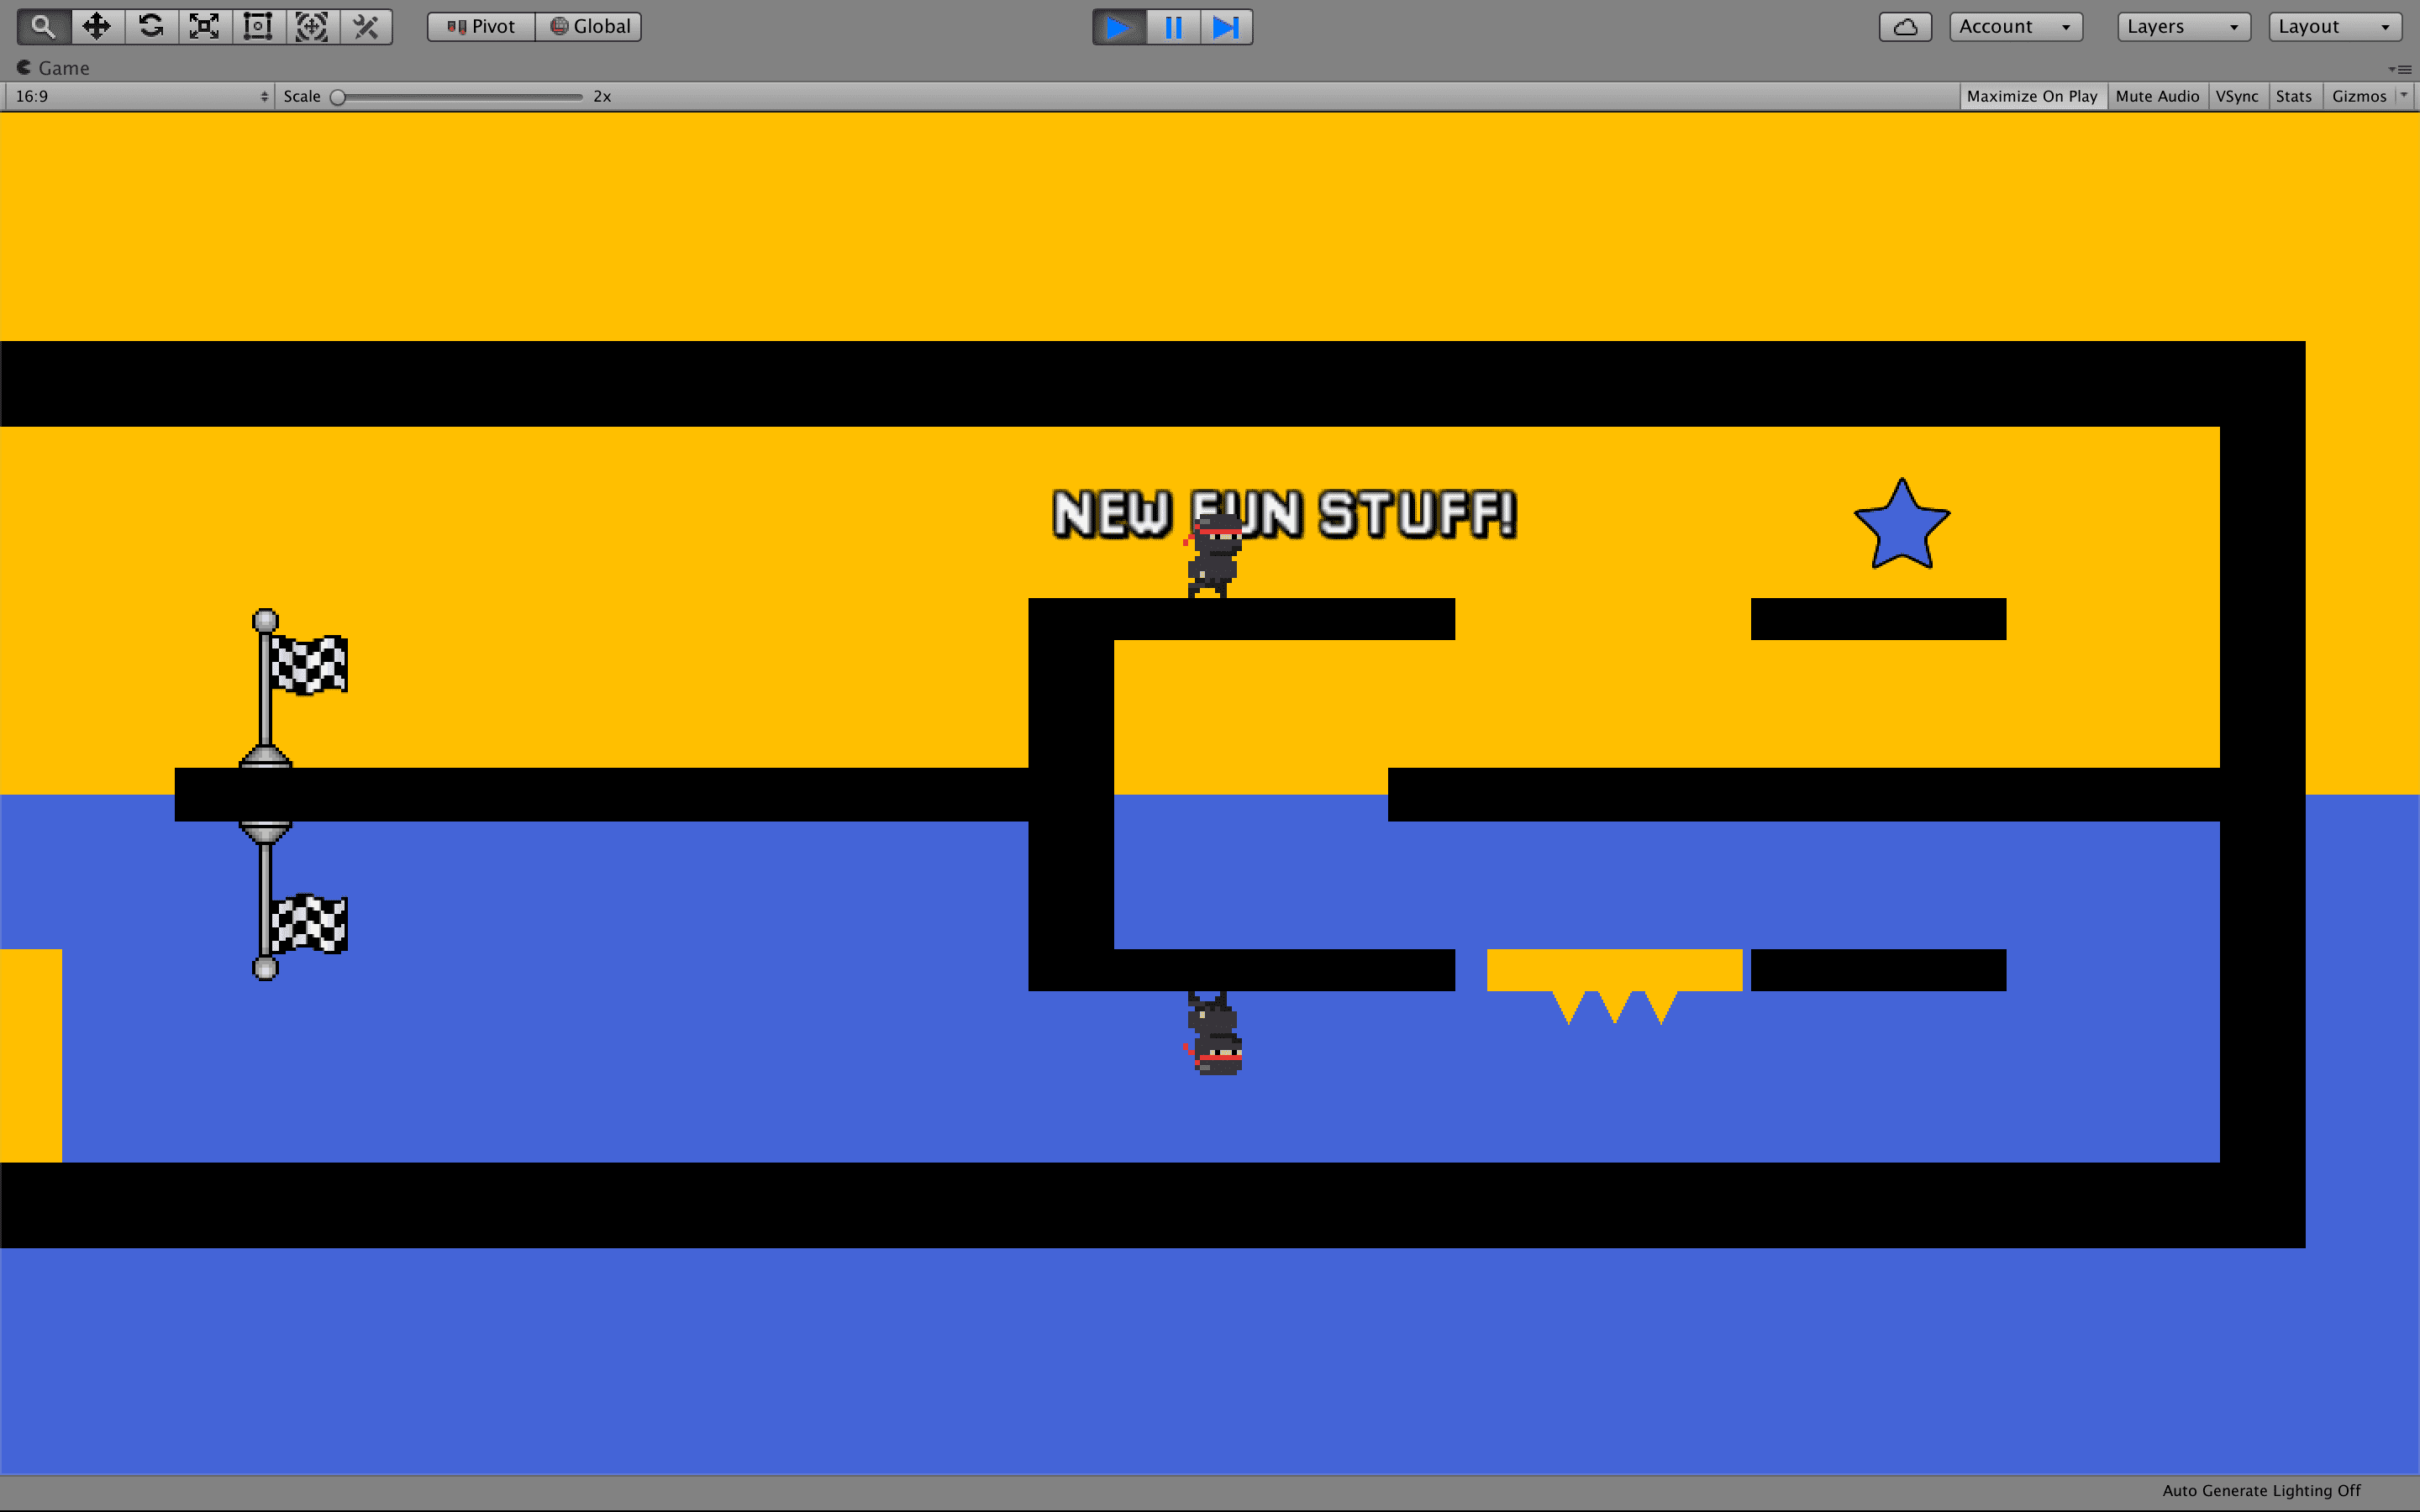 Pivot Global Account Layers Layout
Game
16:9 Scale 2x Maximize On Play Mute Audio VSync Stats Gizmos
NEW FUN STUFF!
Auto Generate Lighting Off